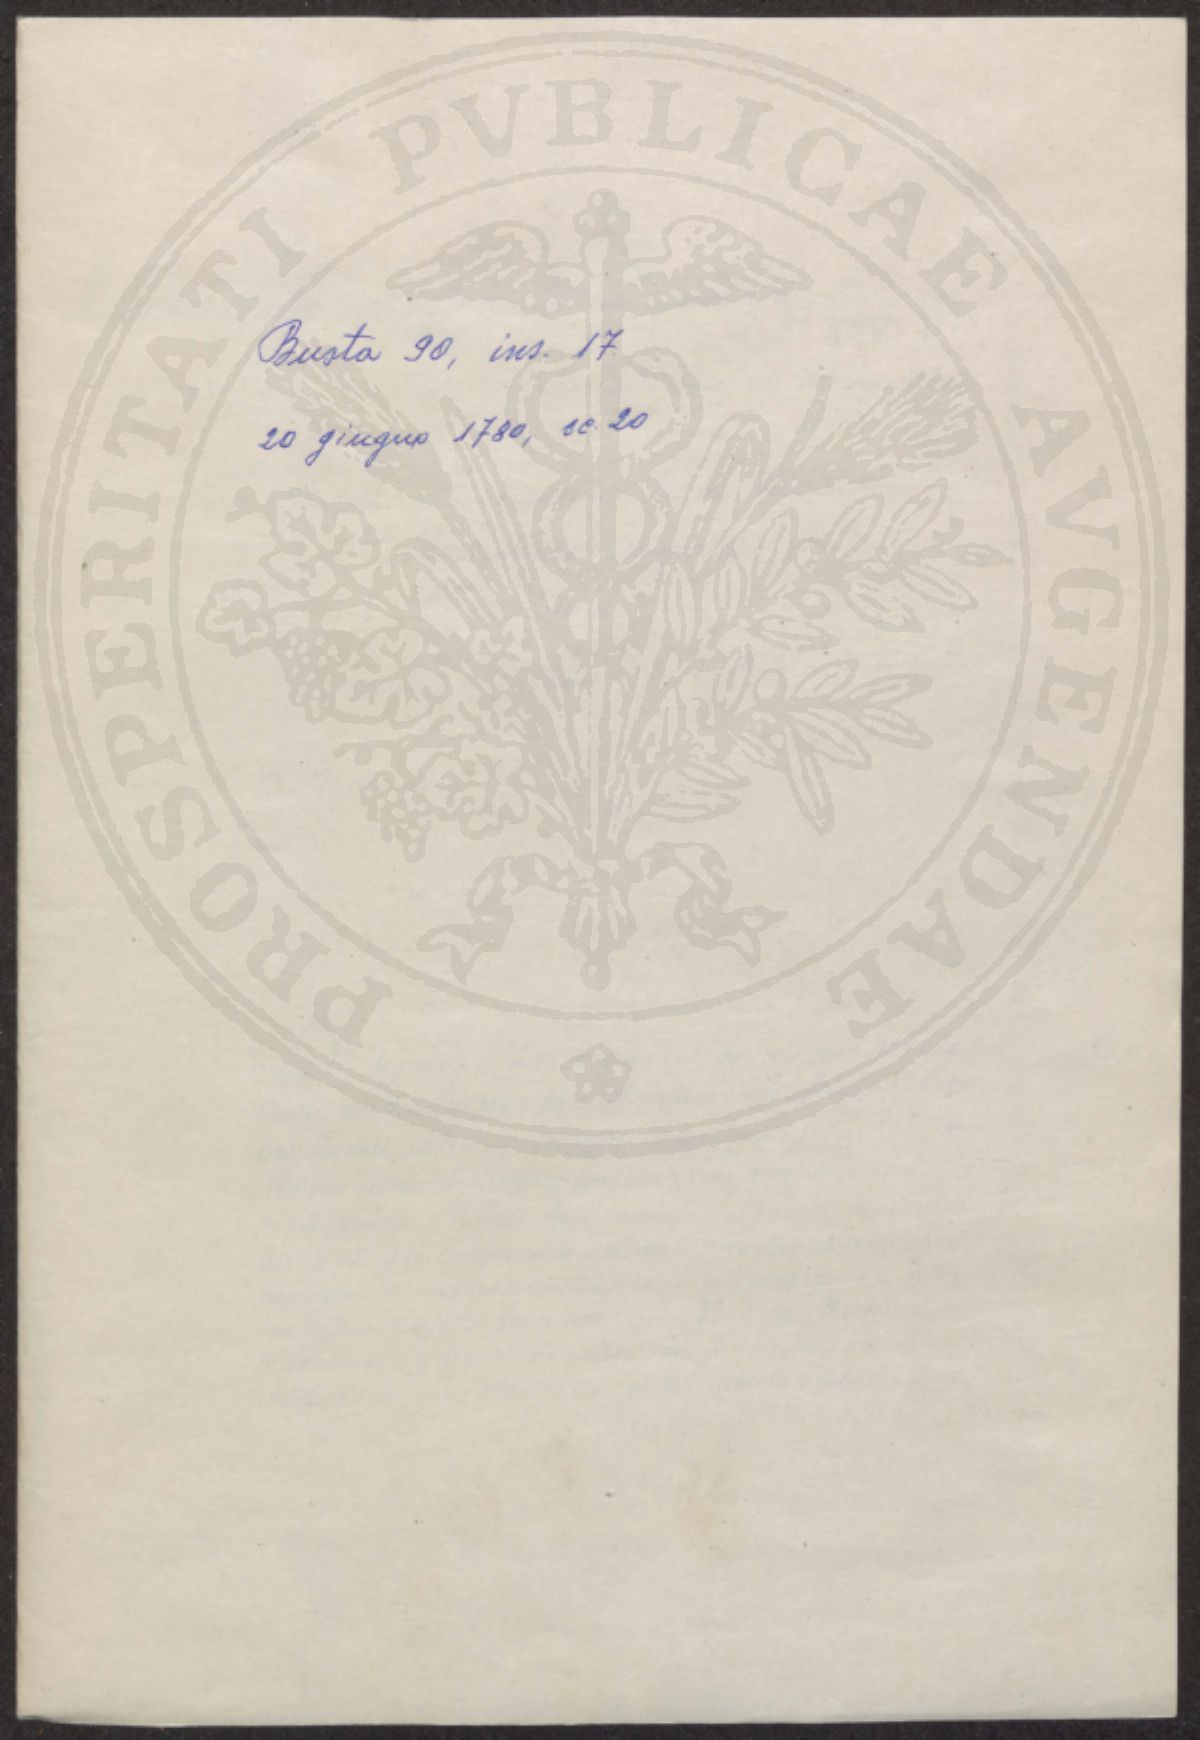 PROSPERITATI PVBLICAE AVGENDAE
Busta 90, ins. 17
20 giugno 1780, cc. 20